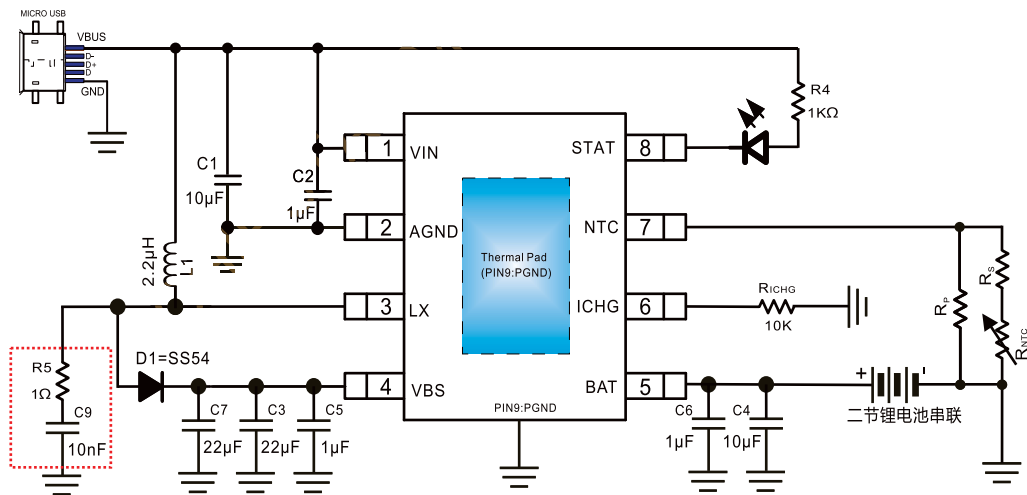 MICRO USB
VBUS
D-
D+
D
GND
R4
1KΩ
1 VIN
STAT 8
C1
10μF
C2
1μF
2 AGND
NTC 7
Thermal Pad
(PIN9:PGND)
2.2μH
L1
3 LX
ICHG 6
RICHG
10K
RP
RS
RNTC
R5
1Ω
C9
10nF
D1=SS54
4 VBS
BAT 5
+
-
二节锂电池串联
C7
22μF
C3
22μF
C5
1μF
PIN9:PGND
C6
1μF
C4
10μF